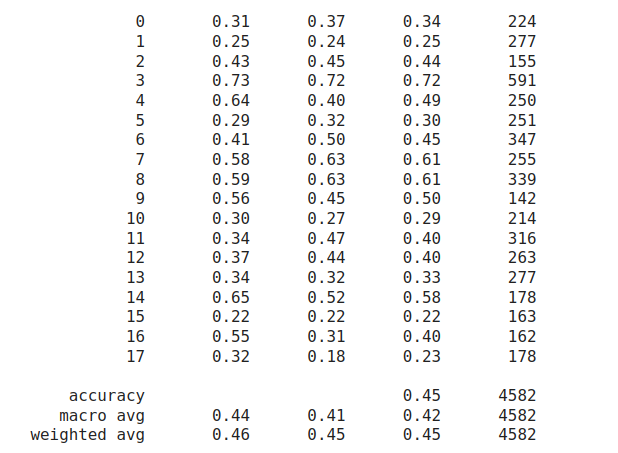 0 0.31 0.37 0.34 224
1 0.25 0.24 0.25 277
2 0.43 0.45 0.44 155
3 0.73 0.72 0.72 591
4 0.64 0.40 0.49 250
5 0.29 0.32 0.30 251
6 0.41 0.50 0.45 347
7 0.58 0.63 0.61 255
8 0.59 0.63 0.61 339
9 0.56 0.45 0.50 142
10 0.30 0.27 0.29 214
11 0.34 0.47 0.40 316
12 0.37 0.44 0.40 263
13 0.34 0.32 0.33 277
14 0.65 0.52 0.58 178
15 0.22 0.22 0.22 163
16 0.55 0.31 0.40 162
17 0.32 0.18 0.23 178
accuracy 0.45 4582
macro avg 0.44 0.41 0.42 4582
weighted avg 0.46 0.45 0.45 4582